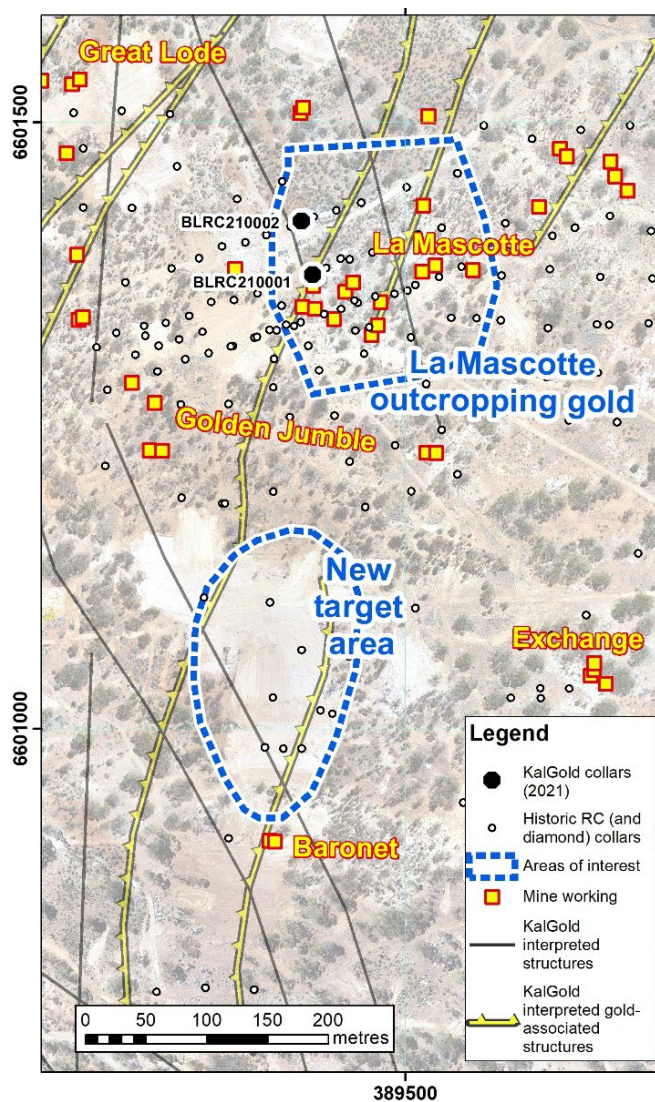 Great Lode
6601500
BLRC210002
La Mascotte
BLRC210001
La Mascotte
outcropping gold
Golden Jumble
New
target
area
Exchange
6601000
Baronet
Legend
KalGold collars
(2021)
Historic RC (and
diamond) collars
Areas of interest
Mine working
KalGold
interpreted
structures
KalGold
interpreted gold-
associated
structures
0 50 100 150 200
metres
389500